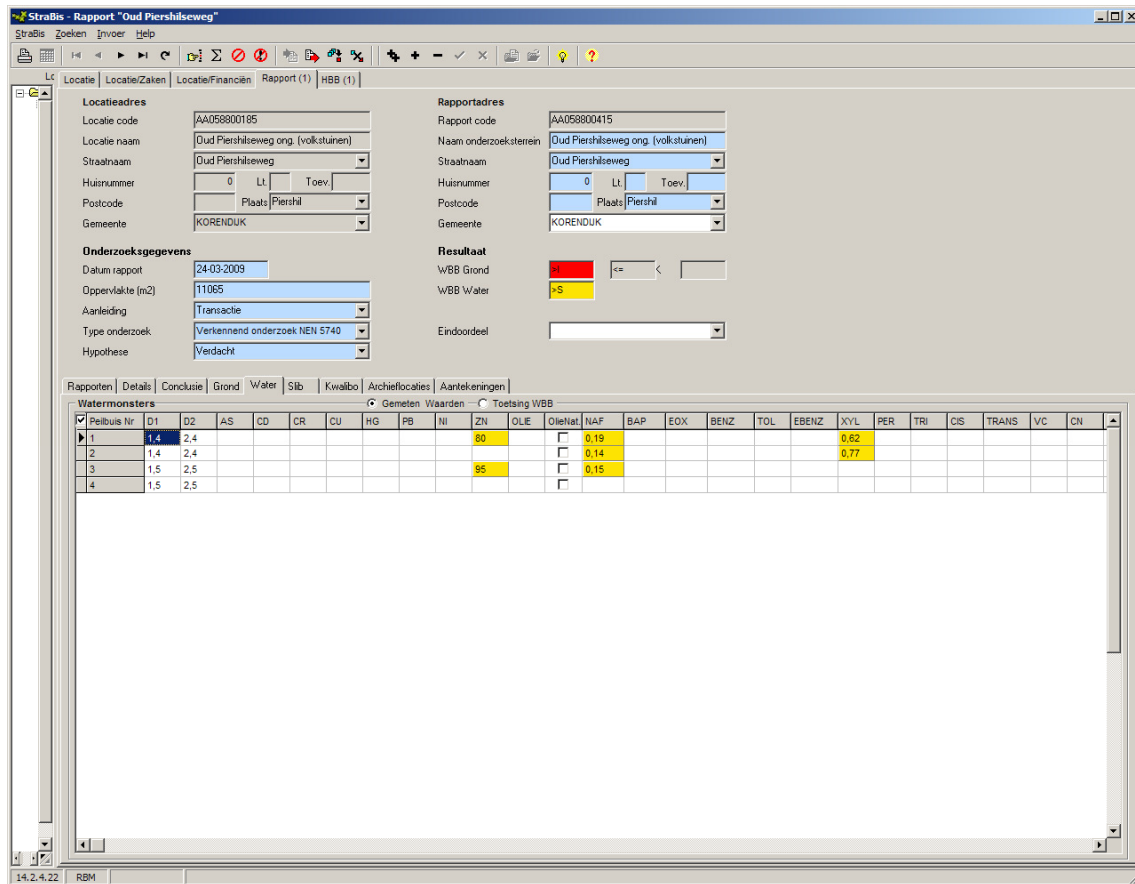 StraBis - Rapport "Oud Piershilseweg"
StraBis Zoeken Invoer Help
Lc Locatie Locatie/Zaken Locatie/Financiën Rapport (1) HBB (1)
Locatieadres Rapportadres
Locatie code AA058800185 Rapport code AA058800415
Locatie naam Oud Piershilseweg ong. (volkstuinen) Naam onderzoeksterrein Oud Piershilseweg ong. (volkstuinen)
Straatnaam Oud Piershilseweg Straatnaam Oud Piershilseweg
Huisnummer 0 Lt. Toev. Huisnummer 0 Lt. Toev.
Postcode Plaats Piershil Postcode Plaats Piershil
Gemeente KORENDIJK Gemeente KORENDIJK
Onderzoeksgegevens Resultaat
Datum rapport 24-03-2009 WBB Grond >I <= <
Oppervlakte (m2) 11065 WBB Water >S
Aanleiding Transactie
Type onderzoek Verkennend onderzoek NEN 5740 Eindoordeel
Hypothese Verdacht
Rapporten Details Conclusie Grond Water Slib Kwalibo Archieflocaties Aantekeningen
Watermonsters Gemeten Waarden Toetsing WBB
Peilbuis Nr D1 D2 AS CD CR CU HG PB NI ZN OLIE OlieNat. NAF BAP EOX BENZ TOL EBENZ XYL PER TRI CIS TRANS VC CN
1 1,4 2,4 80 0,19 0,62
2 1,4 2,4 0,14 0,77
3 1,5 2,5 95 0,15
4 1,5 2,5
14.2.4.22 RBM